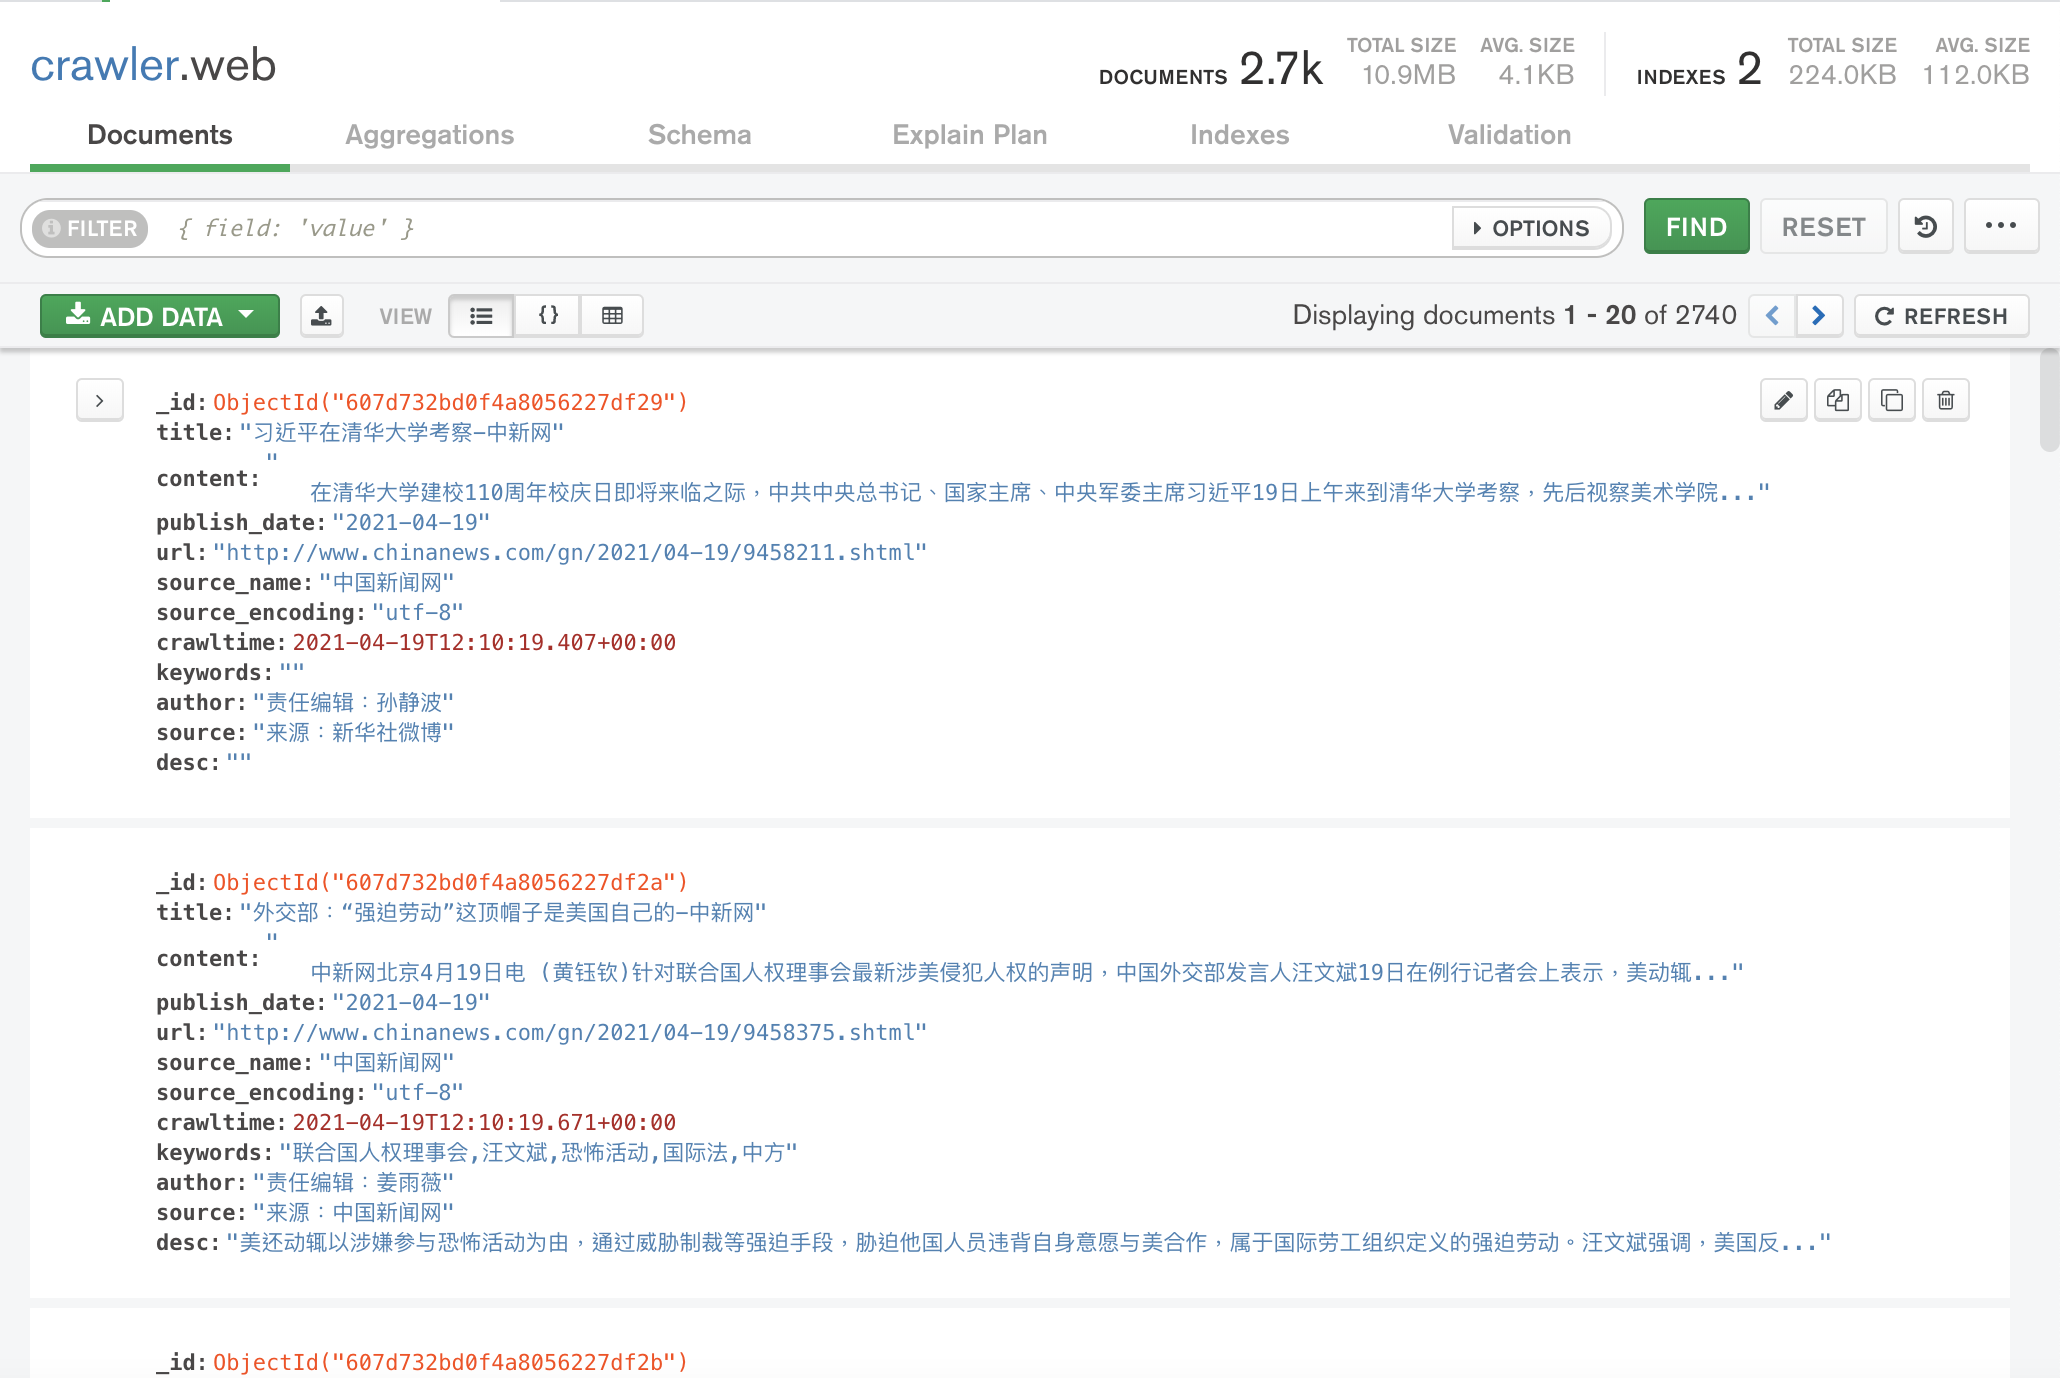 crawler.web
DOCUMENTS 2.7k TOTAL SIZE 10.9MB AVG. SIZE 4.1KB INDEXES 2 TOTAL SIZE 224.0KB AVG. SIZE 112.0KB
Documents Aggregations Schema Explain Plan Indexes Validation
FILTER { field: 'value' } OPTIONS FIND RESET
ADD DATA VIEW {} Displaying documents 1 - 20 of 2740 REFRESH
_id: ObjectId("607d732bd0f4a8056227df29")
title: "习近平在清华大学考察-中新网"
content: "
在清华大学建校110周年校庆日即将来临之际，中共中央总书记、国家主席、中央军委主席习近平19日上午来到清华大学考察，先后视察美术学院..."
publish_date: "2021-04-19"
url: "http://www.chinanews.com/gn/2021/04-19/9458211.shtml"
source_name: "中国新闻网"
source_encoding: "utf-8"
crawltime: 2021-04-19T12:10:19.407+00:00
keywords: ""
author: "责任编辑：孙静波"
source: "来源：新华社微博"
desc: ""
_id: ObjectId("607d732bd0f4a8056227df2a")
title: "外交部：“强迫劳动”这顶帽子是美国自己的-中新网"
content: "
中新网北京4月19日电 (黄钰钦)针对联合国人权理事会最新涉美侵犯人权的声明，中国外交部发言人汪文斌19日在例行记者会上表示，美动辄..."
publish_date: "2021-04-19"
url: "http://www.chinanews.com/gn/2021/04-19/9458375.shtml"
source_name: "中国新闻网"
source_encoding: "utf-8"
crawltime: 2021-04-19T12:10:19.671+00:00
keywords: "联合国人权理事会,汪文斌,恐怖活动,国际法,中方"
author: "责任编辑：姜雨薇"
source: "来源：中国新闻网"
desc: "美还动辄以涉嫌参与恐怖活动为由，通过威胁制裁等强迫手段，胁迫他国人员违背自身意愿与美合作，属于国际劳工组织定义的强迫劳动。汪文斌强调，美国反..."
_id: ObjectId("607d732bd0f4a8056227df2b")